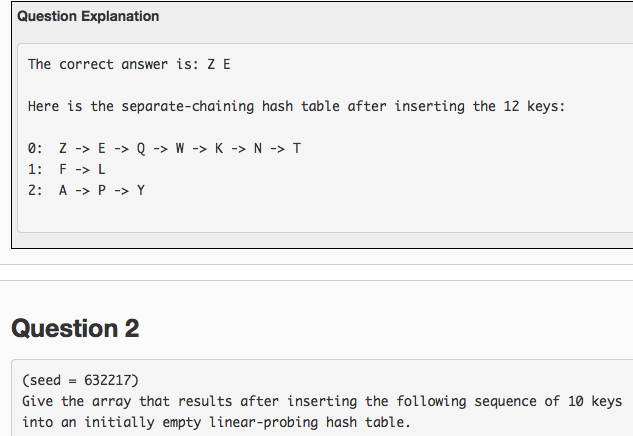 Question Explanation
The correct answer is: Z E
Here is the separate-chaining hash table after inserting the 12 keys:
0: Z -> E -> Q -> W -> K -> N -> T
1: F -> L
2: A -> P -> Y
Question 2
(seed = 632217)
Give the array that results after inserting the following sequence of 10 keys
into an initially empty linear-probing hash table.